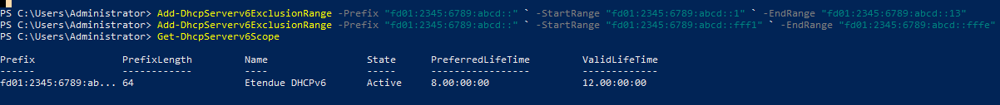 PS C:\Users\Administrator> Add-DhcpServerv6ExclusionRange -Prefix "fd01:2345:6789:abcd::" ` -StartRange "fd01:2345:6789:abcd::1" ` -EndRange "fd01:2345:6789:abcd::13"
PS C:\Users\Administrator> Add-DhcpServerv6ExclusionRange -Prefix "fd01:2345:6789:abcd::" ` -StartRange "fd01:2345:6789:abcd::fff1" ` -EndRange "fd01:2345:6789:abcd::fffe"
PS C:\Users\Administrator> Get-DhcpServerv6Scope
Prefix PrefixLength Name State PreferredLifeTime ValidLifeTime
------ ------------ ---- ----- ----------------- -------------
fd01:2345:6789:ab... 64 Etendue DHCPv6 Active 8.00:00:00 12.00:00:00